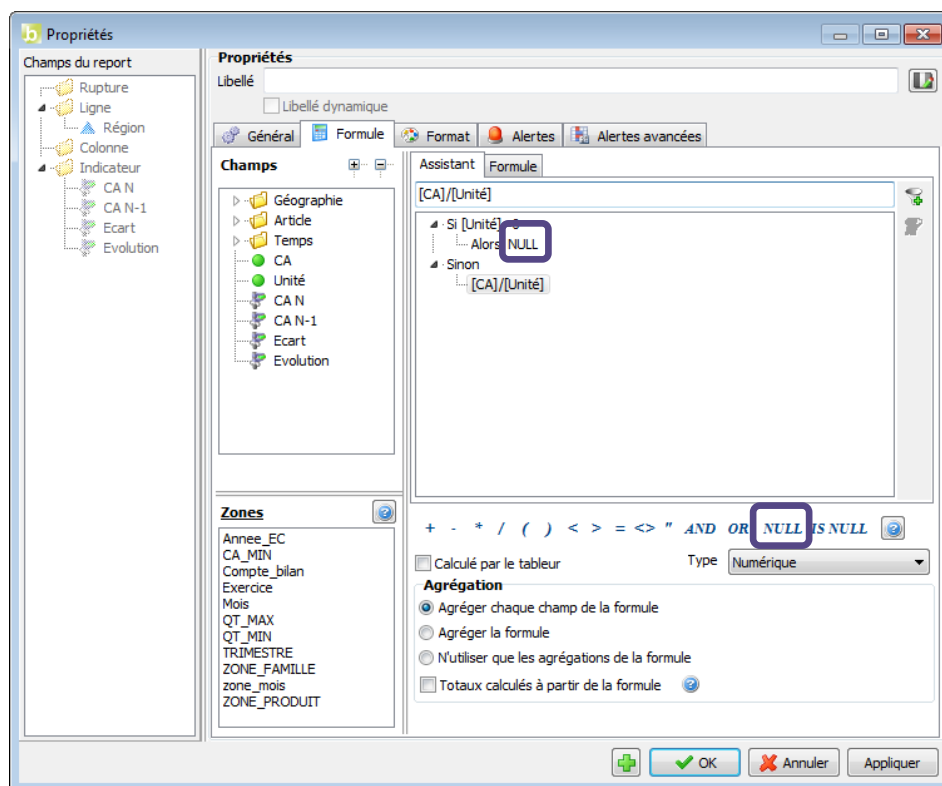 Propriétés
Champs du report
Rupture
Ligne
Région
Colonne
Indicateur
CA N
CA N-1
Ecart
Evolution
Propriétés
Libellé
Libellé dynamique
Général
Formule
Format
Alertes
Alertes avancées
Champs
Géographie
Article
Temps
CA
Unité
CA N
CA N-1
Ecart
Evolution
Zones
Annee_EC
CA_MIN
Compte_bilan
Exercice
Mois
QT_MAX
QT_MIN
TRIMESTRE
ZONE_FAMILLE
zone_mois
ZONE_PRODUIT
Assistant
Formule
[CA]/[Unité]
Si [Unité]
Alors NULL
Sinon
[CA]/[Unité]
+ - * / ( ) < > = <> " AND OR NULL IS NULL
Calculé par le tableur
Type
Numérique
Agrégation
Agréger chaque champ de la formule
Agréger la formule
N'utiliser que les agrégations de la formule
Totaux calculés à partir de la formule
OK
Annuler
Appliquer